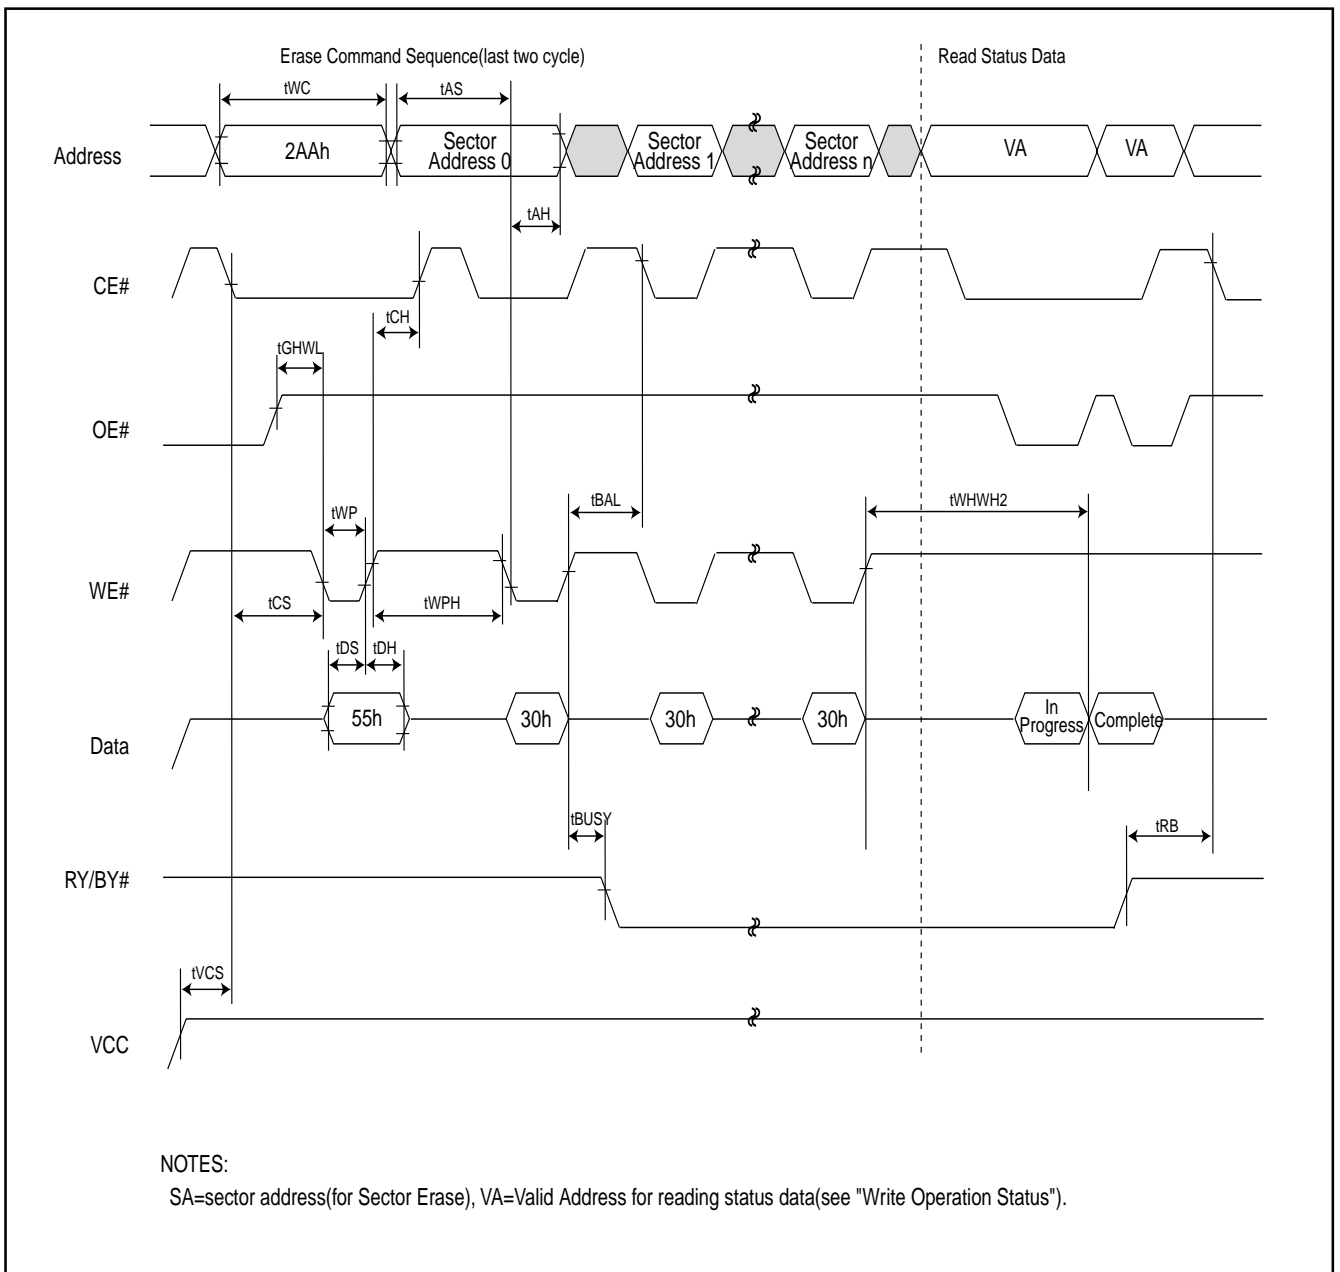 Erase Command Sequence(last two cycle)
Read Status Data
tWC
tAS
Address
2AAh
Sector
Address 0
Sector
Address 1
Sector
Address n
VA
VA
tAH
CE#
tCH
tGHWL
OE#
tBAL
tWHWH2
tWP
WE#
tCS
tWPH
tDS
tDH
Data
55h
30h
30h
30h
In
Progress
Complete
tBUSY
tRB
RY/BY#
tVCS
VCC
NOTES:
SA=sector address(for Sector Erase), VA=Valid Address for reading status data(see "Write Operation Status").